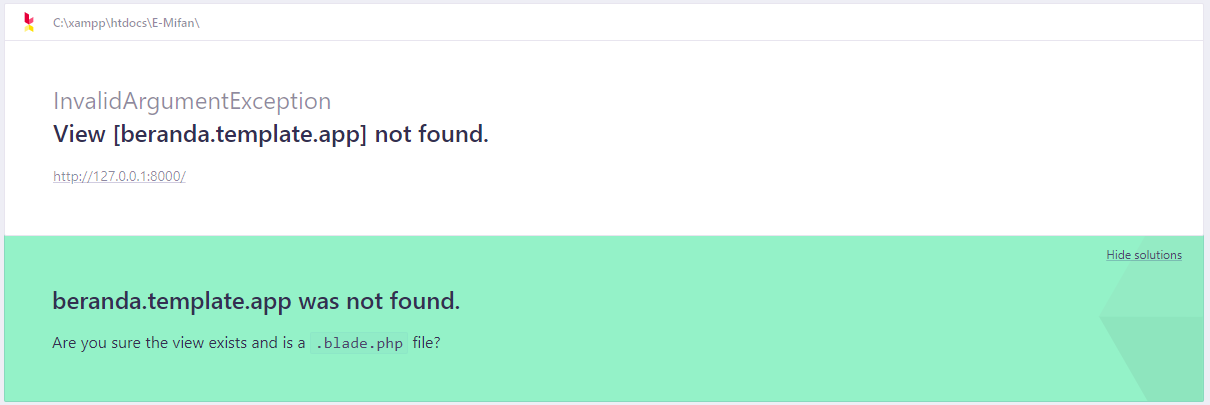 C:\xampp\htdocs\E-Mifan\
InvalidArgumentException
View [beranda.template.app] not found.
http://127.0.0.1:8000/
Hide solutions
beranda.template.app was not found.
Are you sure the view exists and is a .blade.php file?